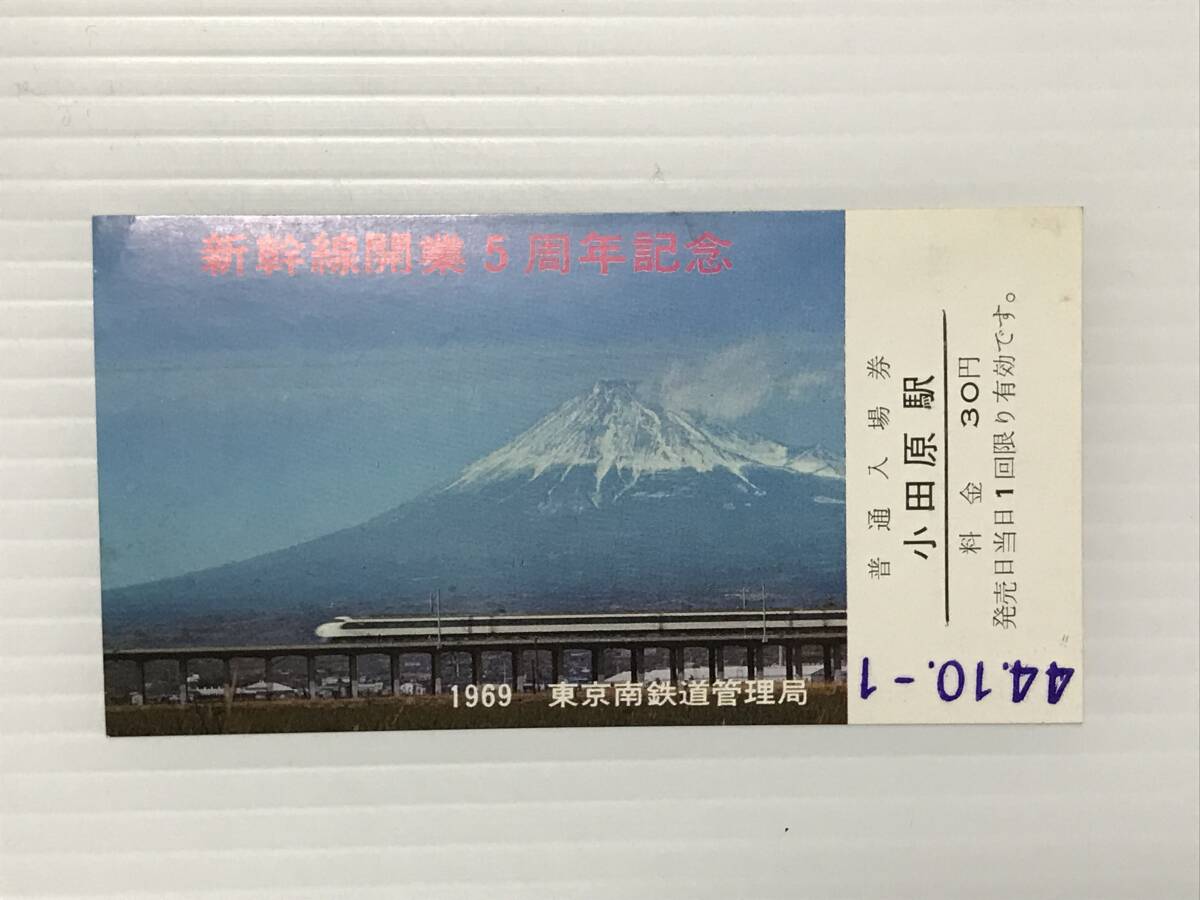 新幹線開業5周年記念
1969 東京南鉄道管理局
普通入場券
小田原駅
料金 30円
発売日当日1回限り有効です。
44.10.-1